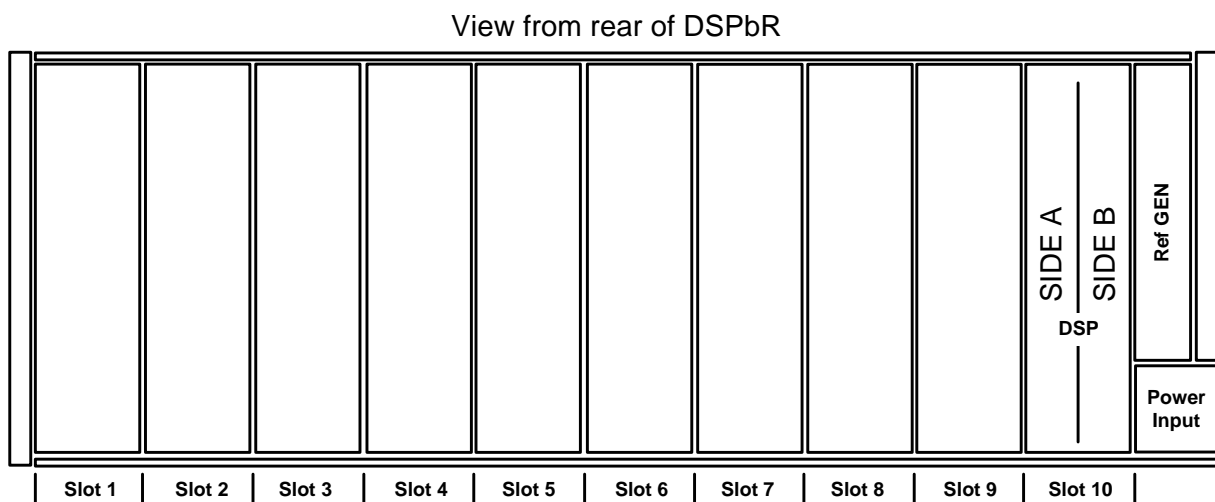 View from rear of DSPbR
SIDE A
SIDE B
DSP
Ref GEN
Power
Input
Slot 1
Slot 2
Slot 3
Slot 4
Slot 5
Slot 6
Slot 7
Slot 8
Slot 9
Slot 10